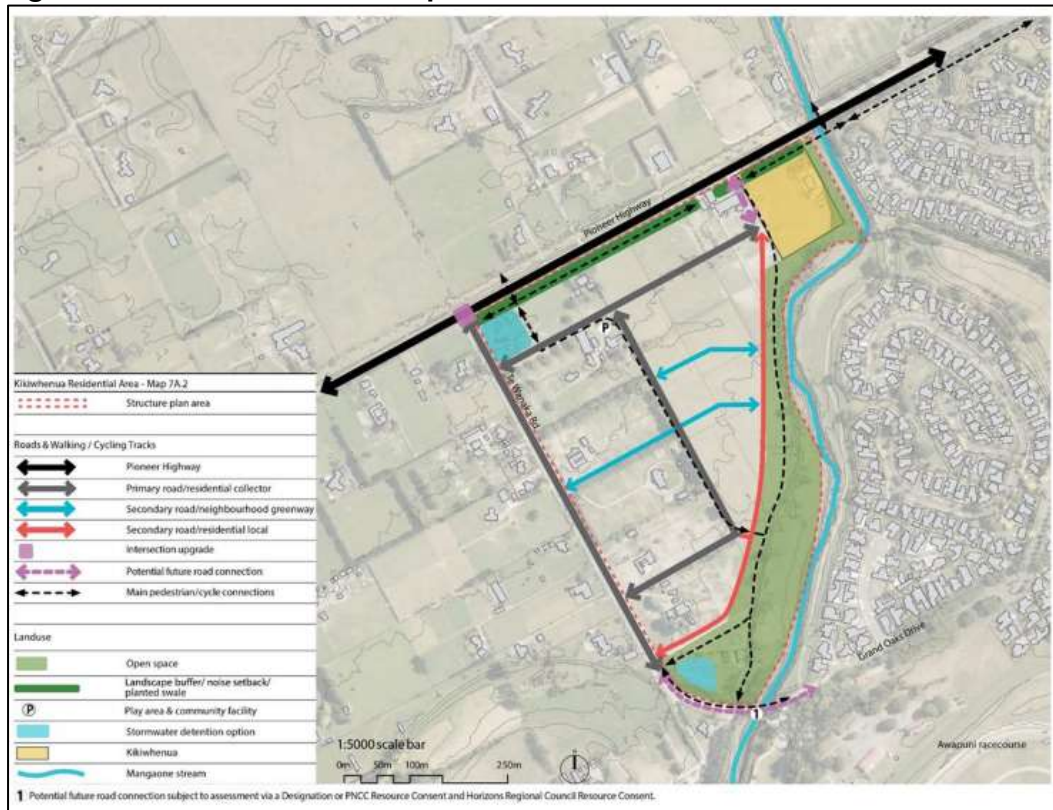 Pioneer Highway
P
Te Wanaka Rd
Kikiwhenua Residential Area - Map 7A.2
Structure plan area
Roads & Walking / Cycling Tracks
Pioneer Highway
Primary road/residential collector
Secondary road/neighbourhood greenway
Secondary road/residential local
Intersection upgrade
Potential future road connection
Main pedestrian/cycle connections
Landuse
Open space
Landscape buffer/ noise setback/
planted swale
P
Play area & community facility
Stormwater detention option
Kikiwhenua
Mangaone stream
Grand Oaks Drive
1
Awapuni racecourse
1:5000 scale bar
0m 50m 100m 250m
1 Potential future road connection subject to assessment via a Designation or PNCC Resource Consent and Horizons Regional Council Resource Consent.